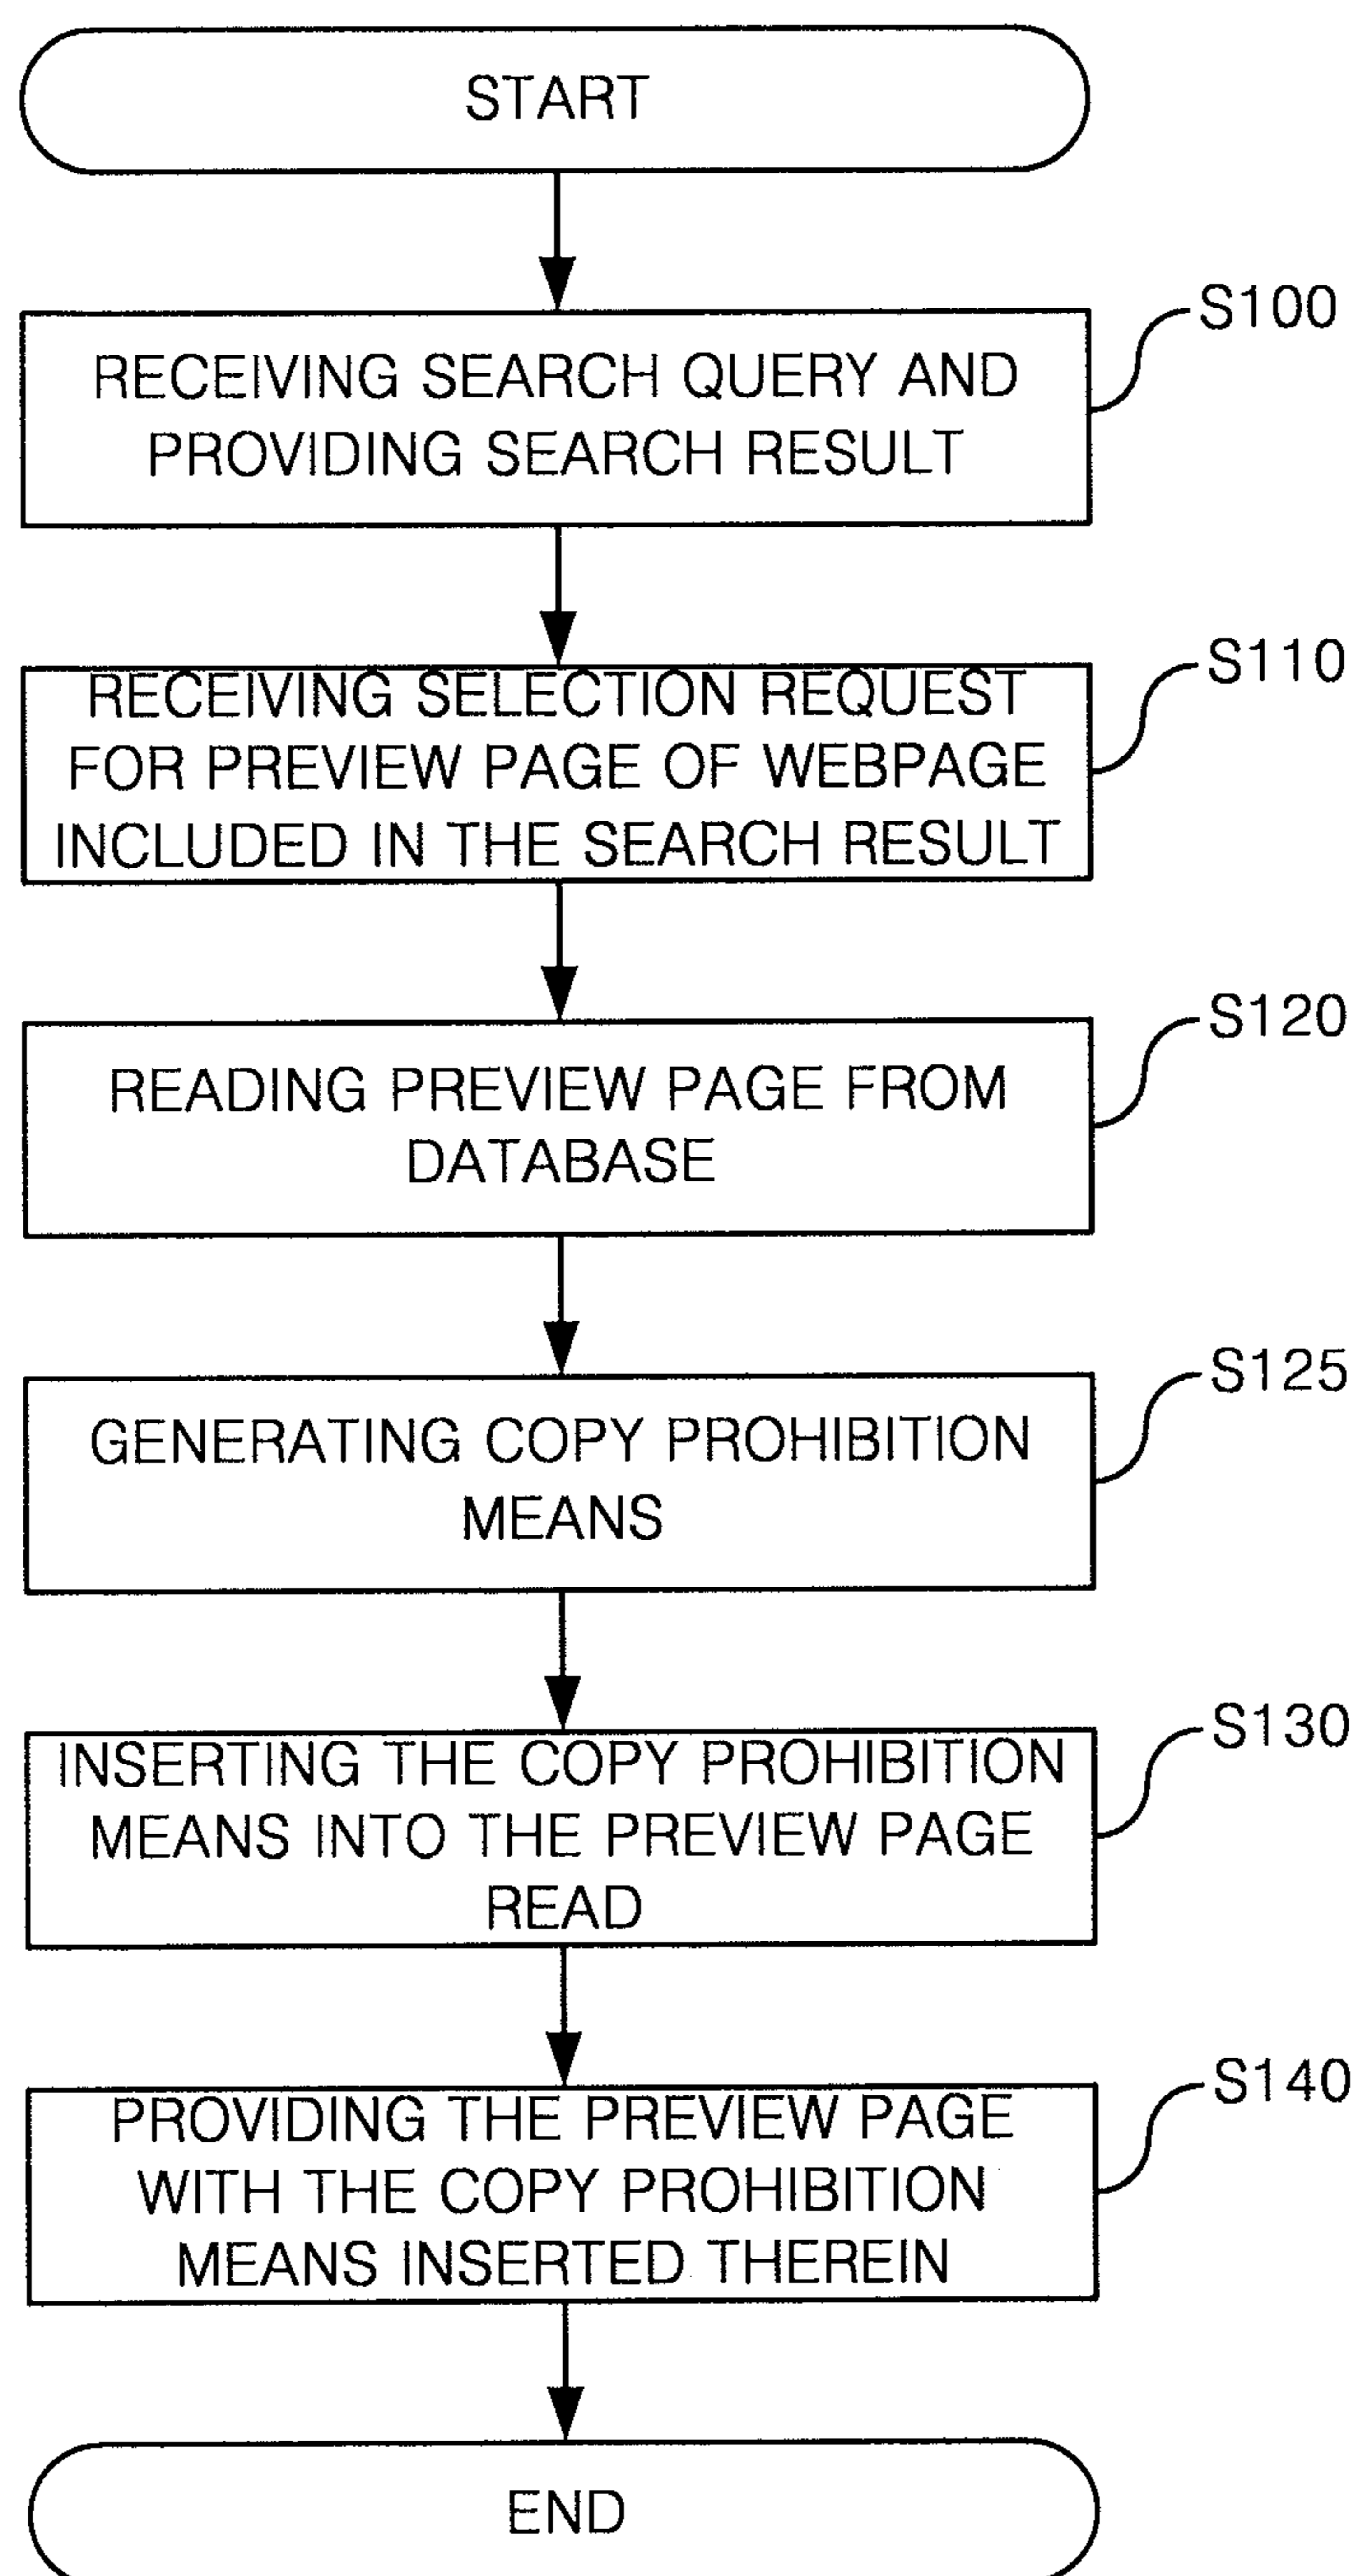 START
S100
RECEIVING SEARCH QUERY AND
PROVIDING SEARCH RESULT
S110
RECEIVING SELECTION REQUEST
FOR PREVIEW PAGE OF WEBPAGE
INCLUDED IN THE SEARCH RESULT
S120
READING PREVIEW PAGE FROM
DATABASE
S125
GENERATING COPY PROHIBITION
MEANS
S130
INSERTING THE COPY PROHIBITION
MEANS INTO THE PREVIEW PAGE
READ
S140
PROVIDING THE PREVIEW PAGE
WITH THE COPY PROHIBITION
MEANS INSERTED THEREIN
END